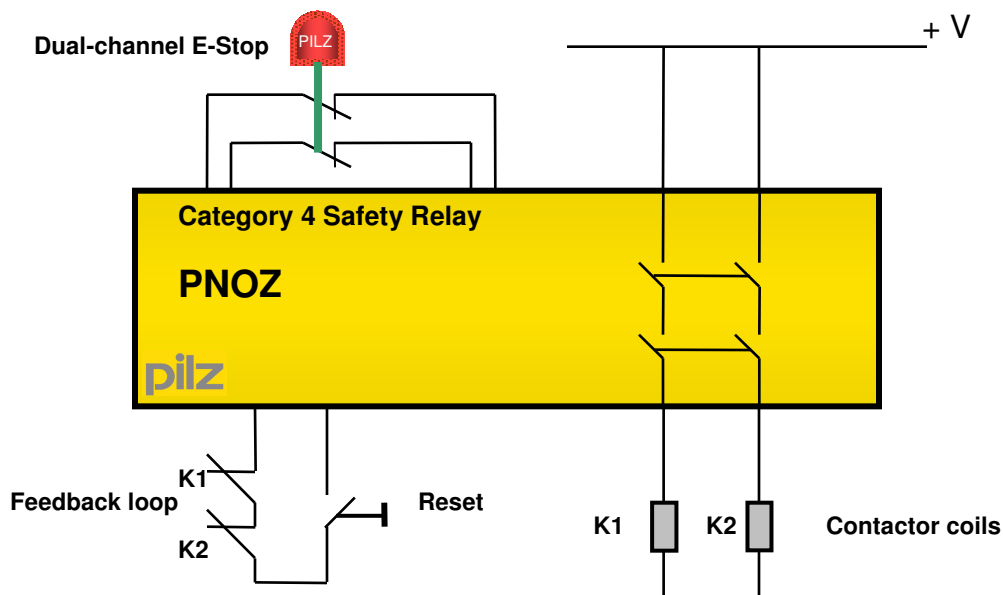 Dual-channel E-Stop
PILZ
+ V
Category 4 Safety Relay
PNOZ
pilz
K1
Feedback loop
K2
Reset
K1
K2
Contactor coils